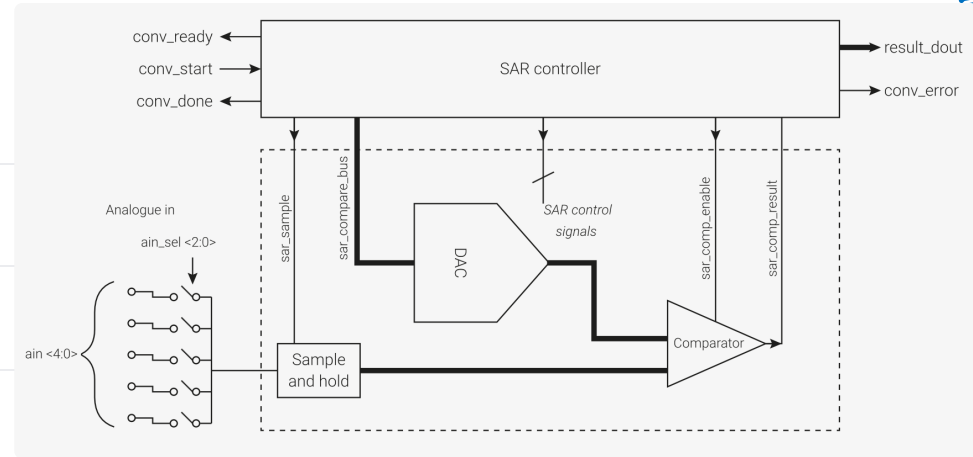 conv_ready
conv_start
conv_done
SAR controller
result_dout
conv_error
sar_sample
sar_compare_bus
SAR control
signals
sar_comp_enable
sar_comp_result
Analogue in
ain_sel <2:0>
DAC
ain <4:0>
Sample
and hold
Comparator